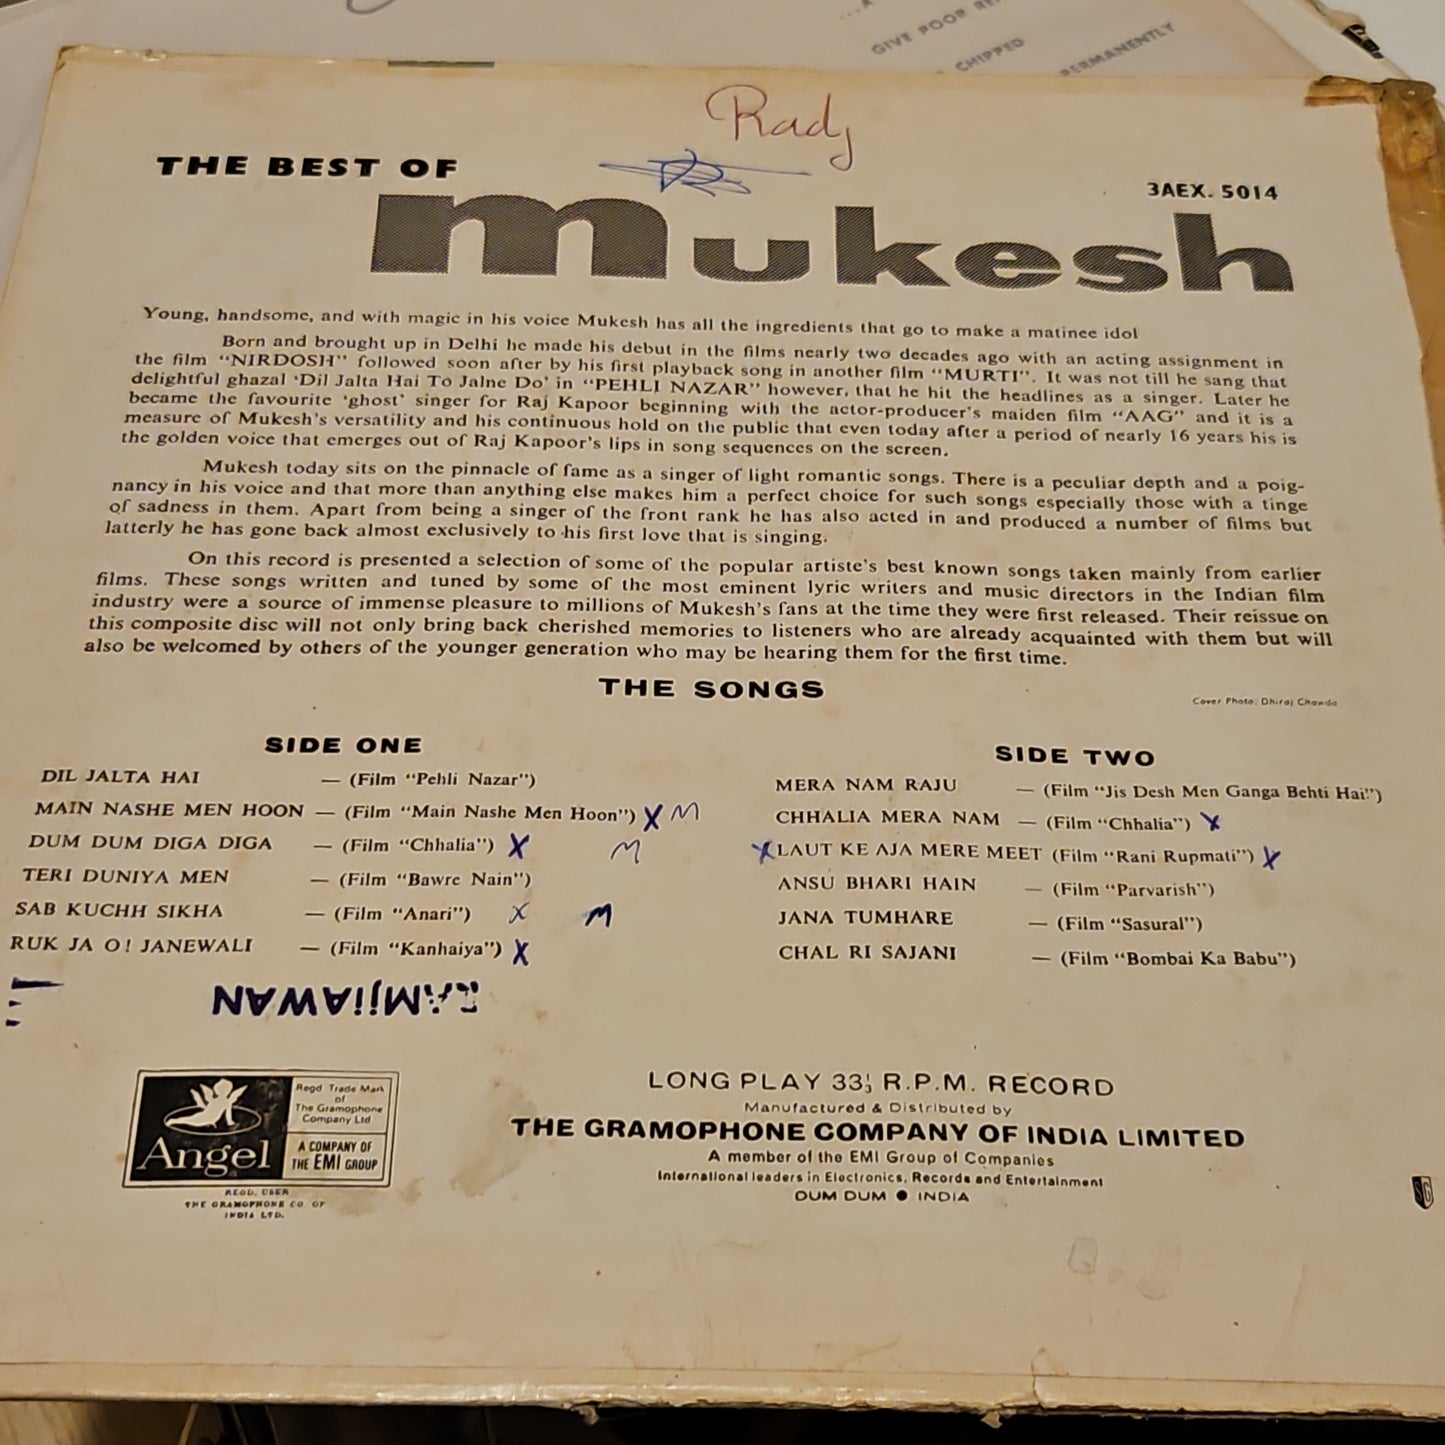 GIVE POOR
CHIPPED
PERMANENTLY
Rady
THE BEST OF
3AEX. 5014
mukesh
Young, handsome, and with magic in his voice Mukesh has all the ingredients that go to make a matinee idol
Born and brought up in Delhi he made his debut in the films nearly two decades ago with an acting assignment in
the film "NIRDOSH" followed soon after by his first playback song in another film "MURTI". It was not till he sang that
delightful ghazal 'Dil Jalta Hai To Jalne Do' in "PEHLI NAZAR" however, that he hit the headlines as a singer. Later he
became the favourite 'ghost' singer for Raj Kapoor beginning with the actor-producer's maiden film "AAG" and it is a
measure of Mukesh's versatility and his continuous hold on the public that even today after a period of nearly 16 years his is
the golden voice that emerges out of Raj Kapoor's lips in song sequences on the screen.
Mukesh today sits on the pinnacle of fame as a singer of light romantic songs. There is a peculiar depth and a poig-
nancy in his voice and that more than anything else makes him a perfect choice for such songs especially those with a tinge
of sadness in them. Apart from being a singer of the front rank he has also acted in and produced a number of films but
latterly he has gone back almost exclusively to his first love that is singing.
On this record is presented a selection of some of the popular artiste's best known songs taken mainly from earlier
films. These songs written and tuned by some of the most eminent lyric writers and music directors in the Indian film
industry were a source of immense pleasure to millions of Mukesh's fans at the time they were first released. Their reissue on
this composite disc will not only bring back cherished memories to listeners who are already acquainted with them but will
also be welcomed by others of the younger generation who may be hearing them for the first time.
THE SONGS
Cover Photo: Dhiraj Chawda
SIDE ONE
DIL JALTA HAI — (Film "Pehli Nazar")
MAIN NASHE MEN HOON — (Film "Main Nashe Men Hoon") X M
DUM DUM DIGA DIGA — (Film "Chhalia") X M
TERI DUNIYA MEN — (Film "Bawre Nain")
SAB KUCHH SIKHA — (Film "Anari") X M
RUK JA O! JANEWALI — (Film "Kanhaiya") X
SIDE TWO
MERA NAM RAJU — (Film "Jis Desh Men Ganga Behti Hai")
CHHALIA MERA NAM — (Film "Chhalia") X
X LAUT KE AJA MERE MEET (Film "Rani Rupmati") X
ANSU BHARI HAIN — (Film "Parvarish")
JANA TUMHARE — (Film "Sasural")
CHAL RI SAJANI — (Film "Bombai Ka Babu")
RAMJIAWAN
Angel
Regd Trade Mark
of
The Gramophone
Company Ltd
A COMPANY OF
THE EMI GROUP
REGD. USER
THE GRAMOPHONE CO OF
INDIA LTD.
LONG PLAY 33⅓ R.P.M. RECORD
Manufactured & Distributed by
THE GRAMOPHONE COMPANY OF INDIA LIMITED
A member of the EMI Group of Companies
International leaders in Electronics, Records and Entertainment
DUM DUM ● INDIA
SG